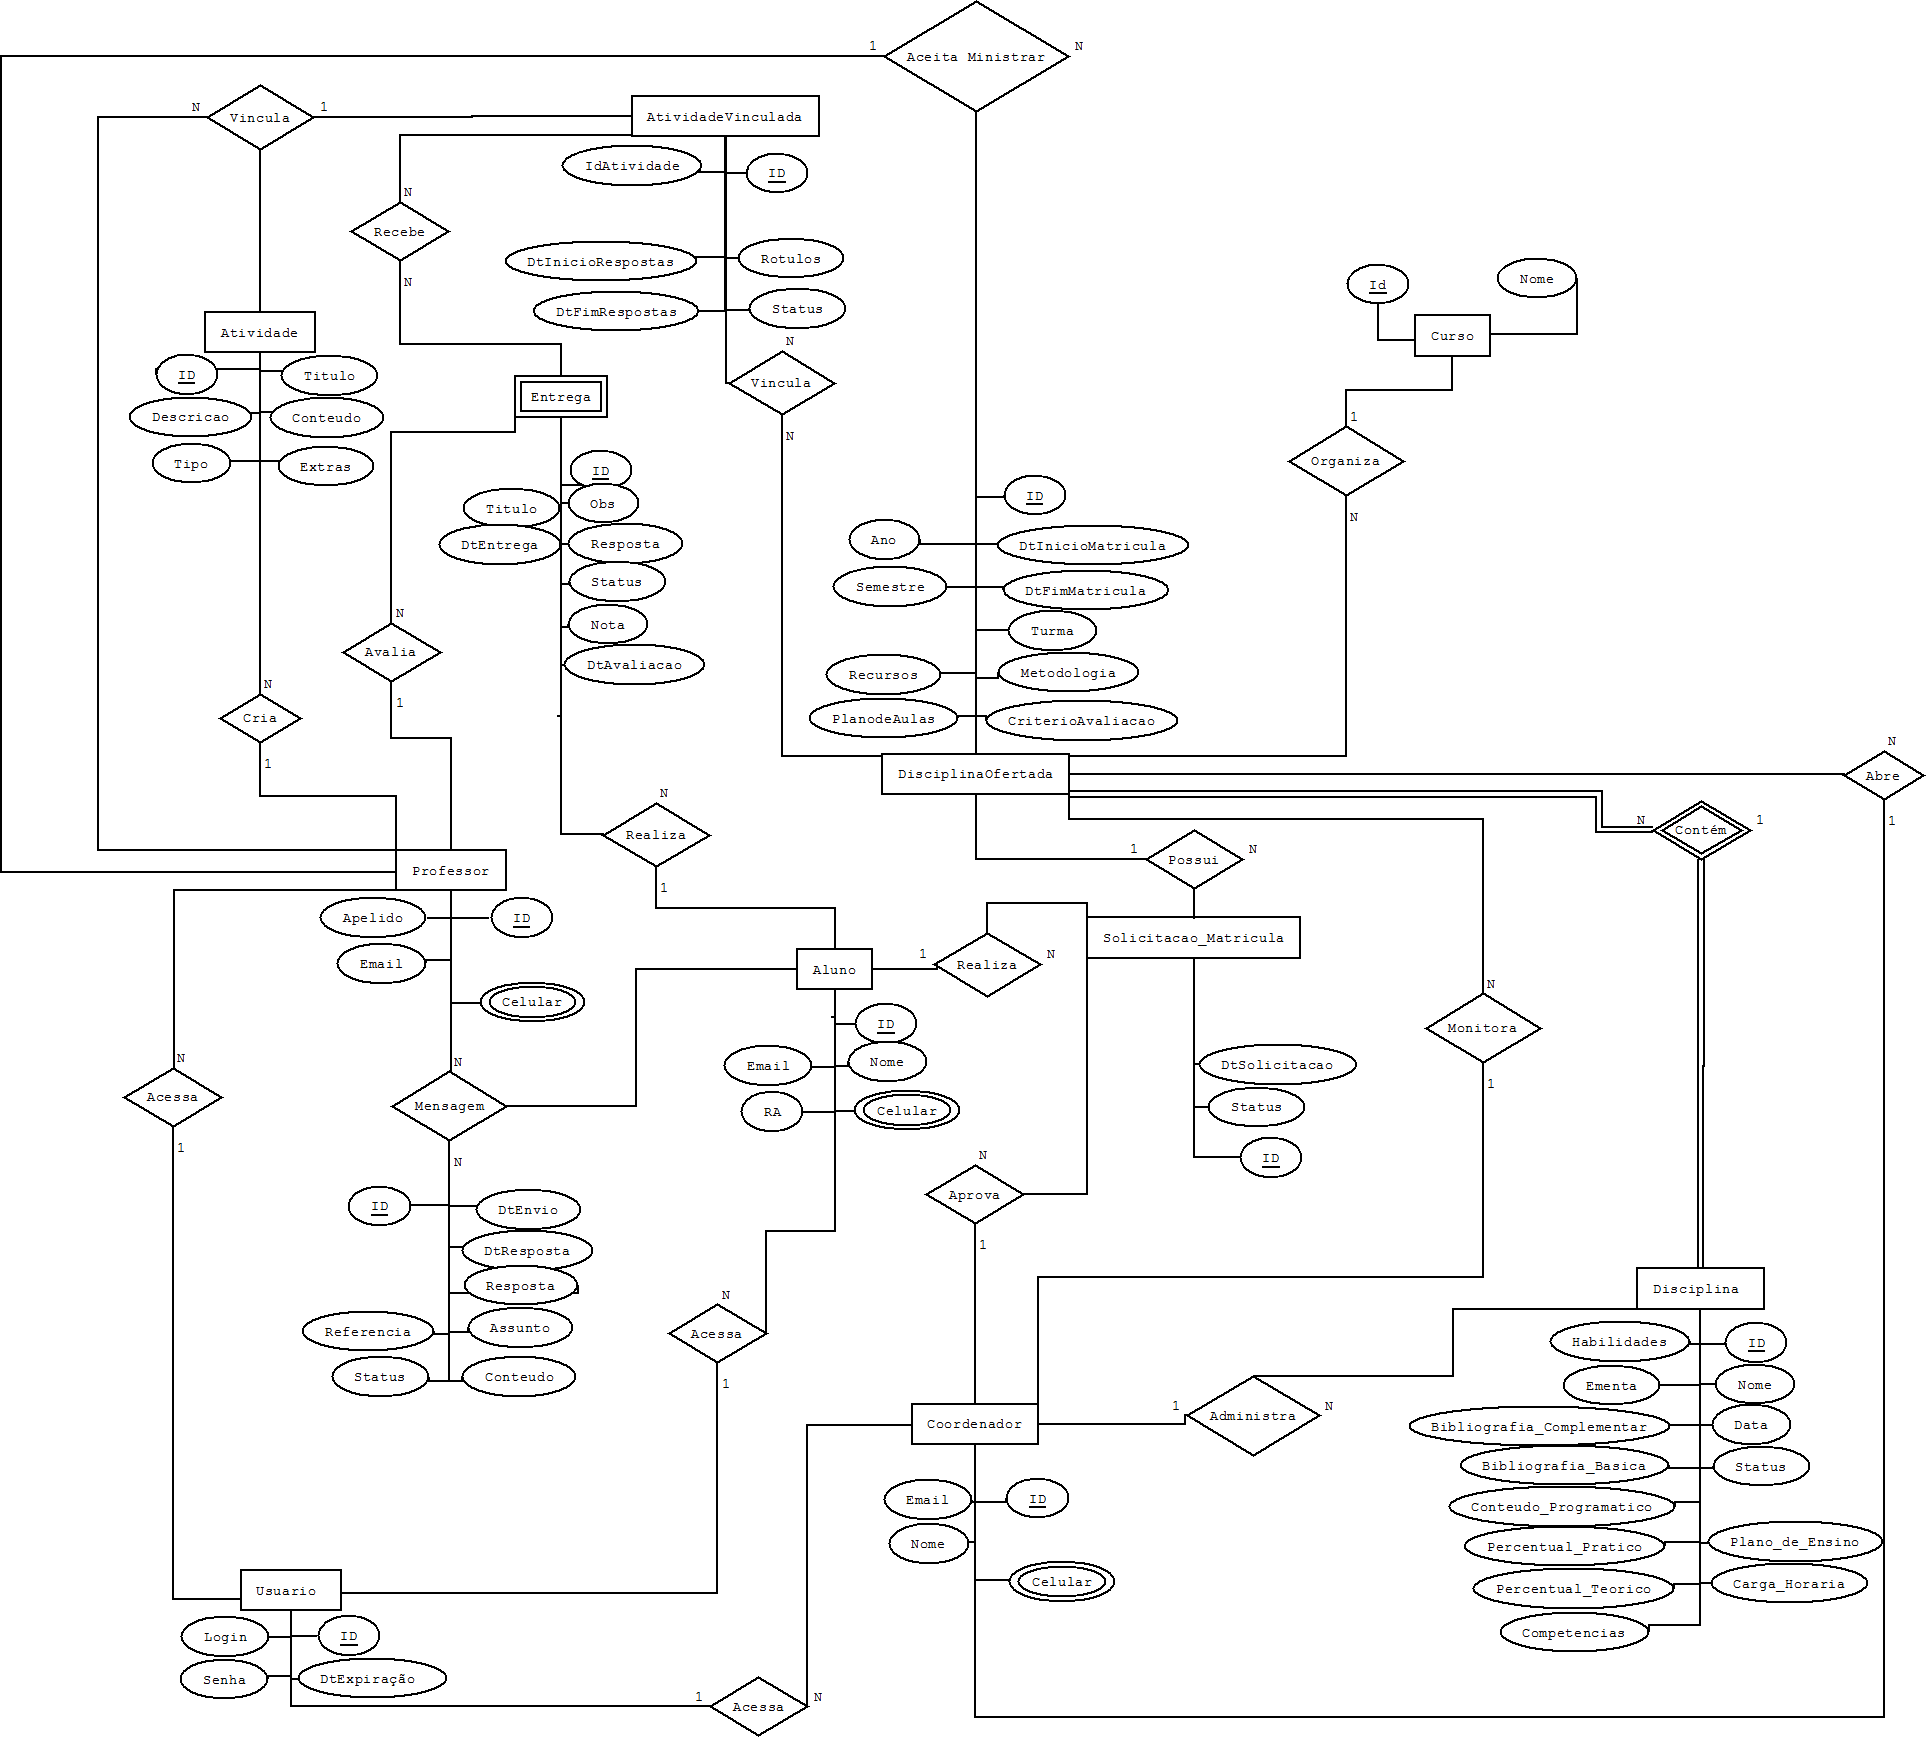 1
Aceita Ministrar
N
N
Vincula
1
AtividadeVinculada
IdAtividade
ID
N
Recebe
N
DtInicioRespostas
Rotulos
DtFimRespostas
Status
Id
Nome
Curso
Atividade
ID
Titulo
Descricao
Conteudo
Tipo
Extras
N
Vincula
N
Entrega
ID
Titulo
Obs
DtEntrega
Resposta
Status
Nota
DtAvaliacao
1
Organiza
N
ID
Ano
DtInicioMatricula
Semestre
DtFimMatricula
Turma
Recursos
Metodologia
PlanodeAulas
CriterioAvaliacao
N
Avalia
1
N
Cria
1
DisciplinaOfertada
N
Abre
1
N
Contém
1
N
Realiza
1
1
Possui
N
Professor
Apelido
ID
Email
Celular
Solicitacao_Matricula
Aluno
1
Realiza
N
ID
Email
Nome
RA
Celular
N
Monitora
1
DtSolicitacao
Status
ID
N
Acessa
1
N
Mensagem
N
ID
DtEnvio
DtResposta
Resposta
Referencia
Assunto
Status
Conteudo
N
Aprova
1
N
Acessa
1
Disciplina
Habilidades
ID
Ementa
Nome
Bibliografia_Complementar
Data
Bibliografia_Basica
Status
Conteudo_Programatico
Percentual_Pratico
Plano_de_Ensino
Percentual_Teorico
Carga_Horaria
Competencias
Coordenador
1
Administra
N
Email
ID
Nome
Celular
Usuario
Login
ID
Senha
DtExpiração
1
Acessa
N